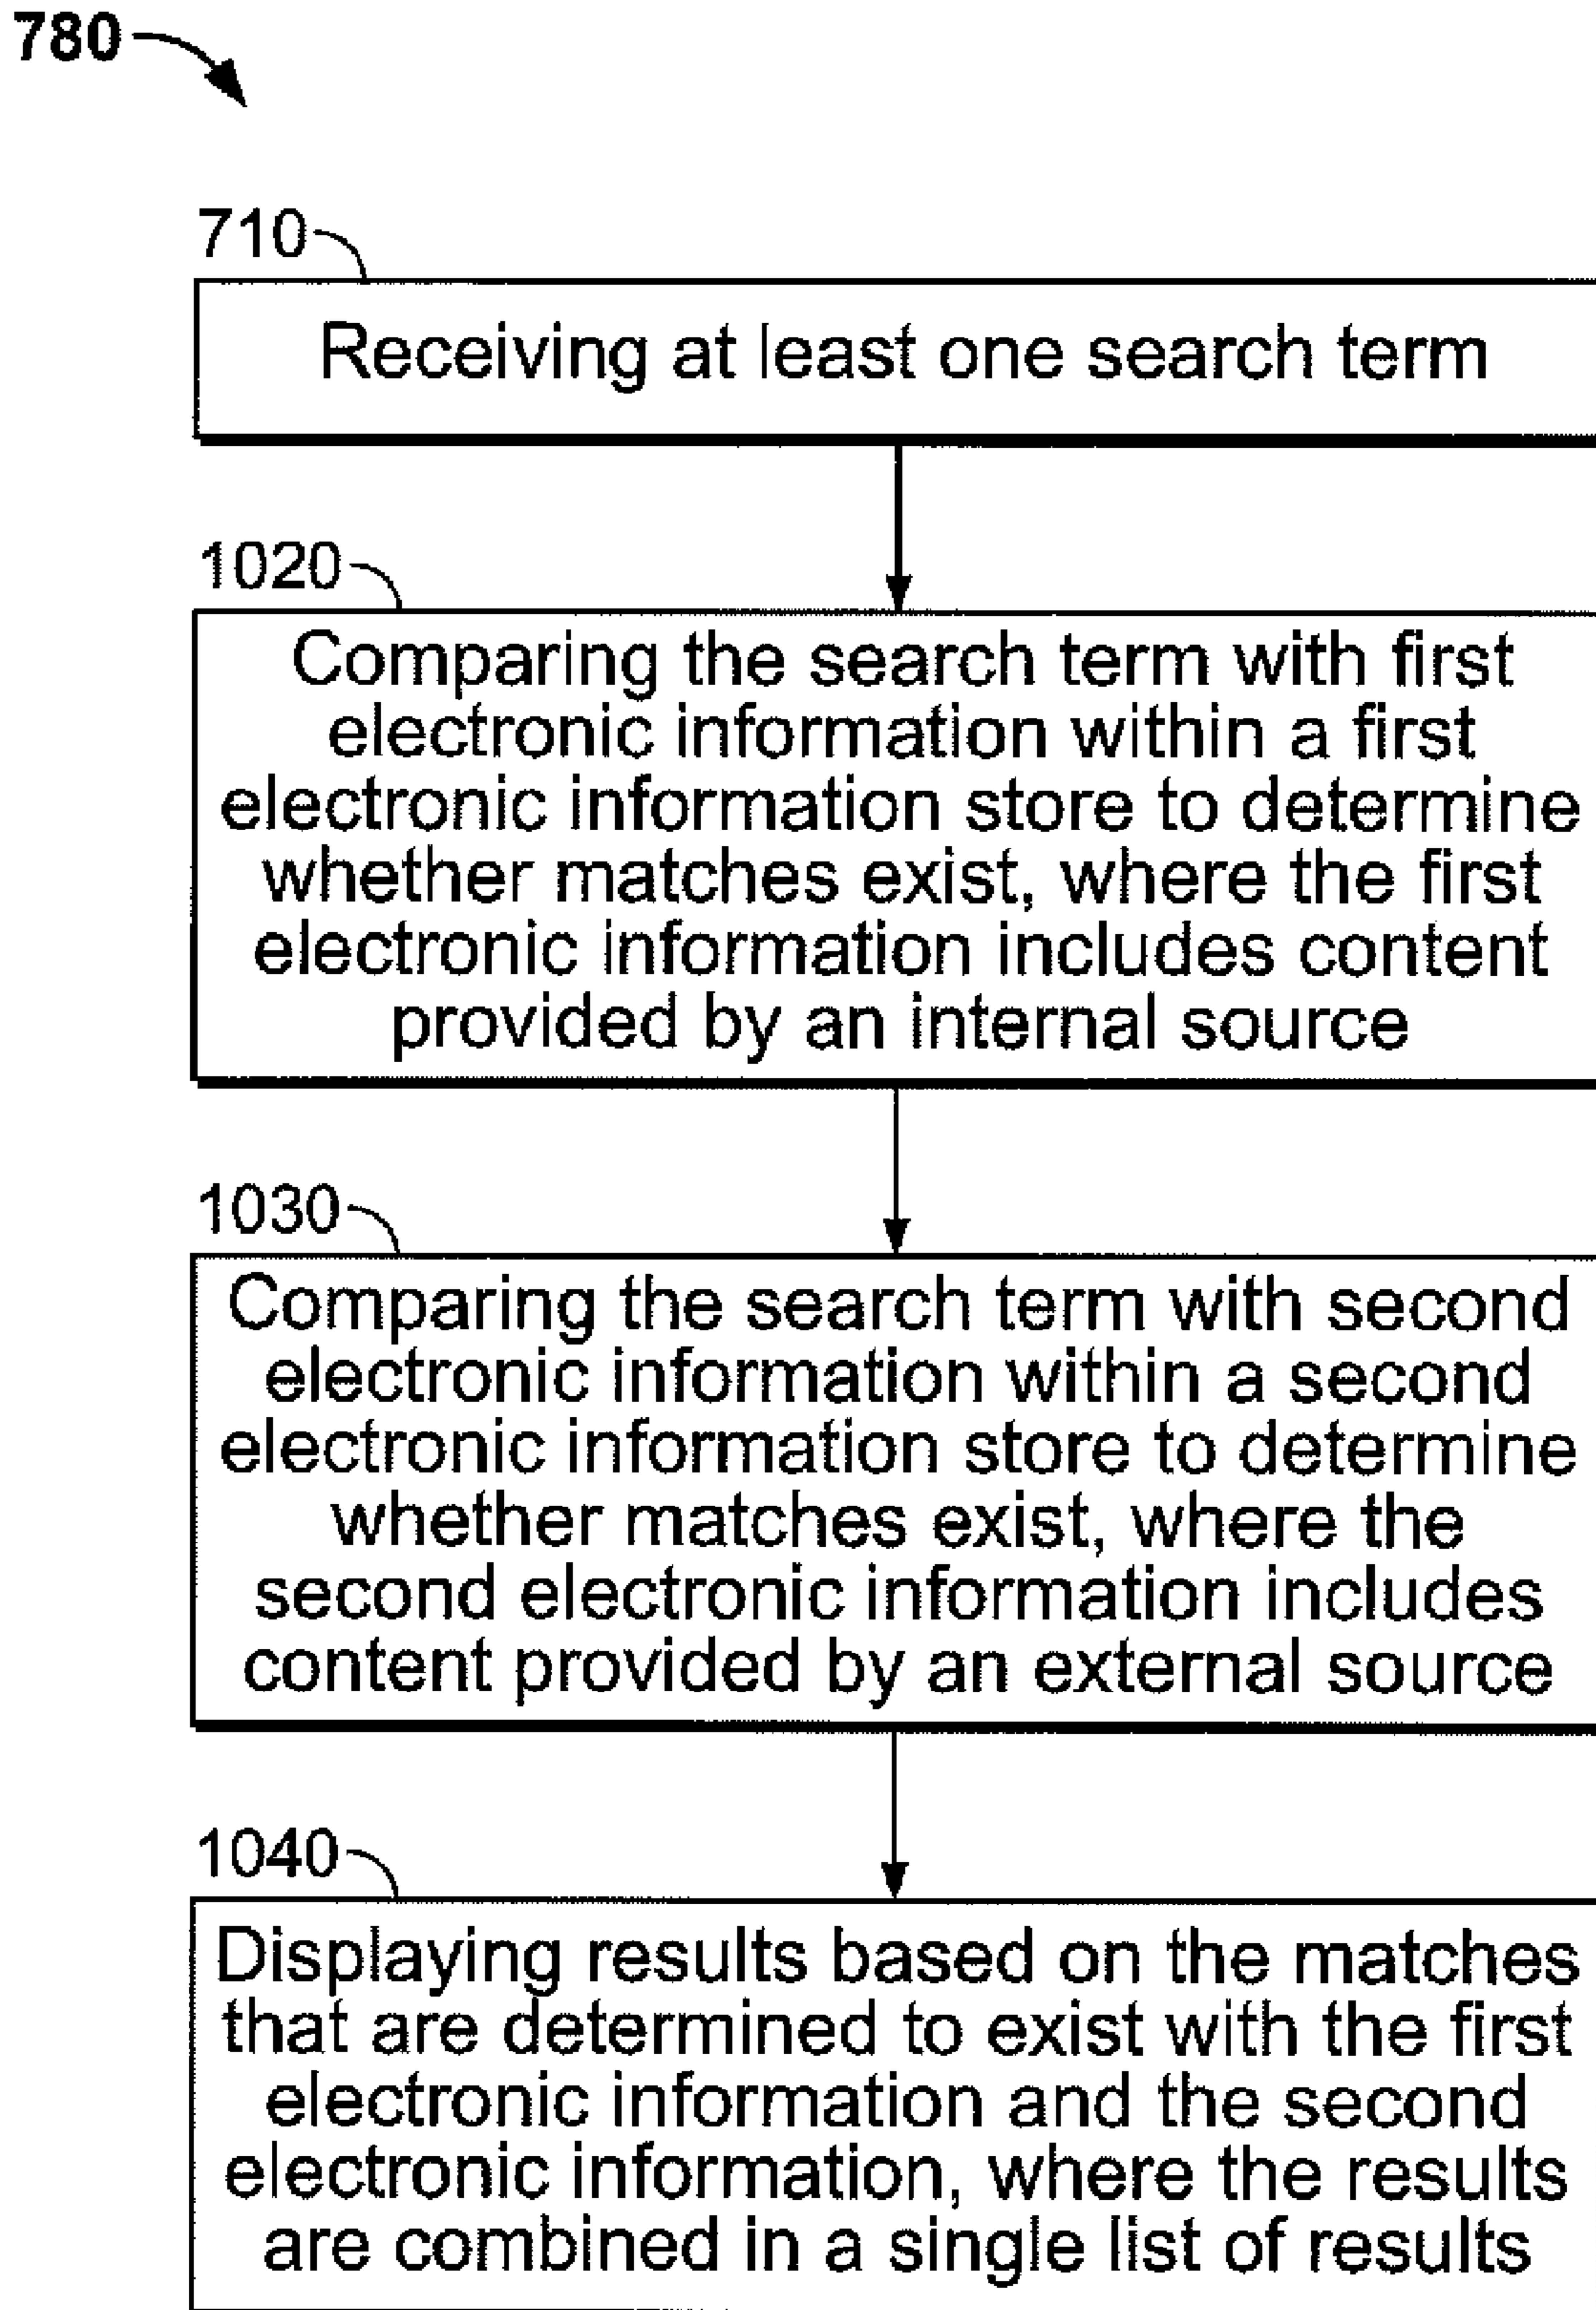 780
710
Receiving at least one search term
1020
Comparing the search term with first
electronic information within a first
electronic information store to determine
whether matches exist, where the first
electronic information includes content
provided by an internal source
1030
Comparing the search term with second
electronic information within a second
electronic information store to determine
whether matches exist, where the
second electronic information includes
content provided by an external source
1040
Displaying results based on the matches
that are determined to exist with the first
electronic information and the second
electronic information, where the results
are combined in a single list of results